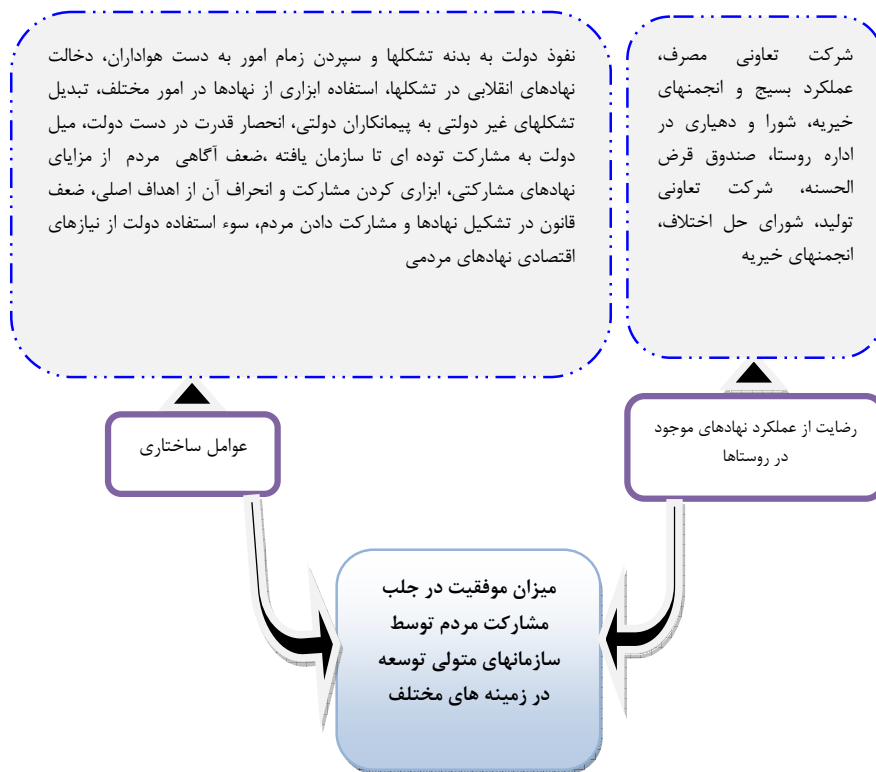 شرکت تعاونی مصرف،
عملکرد بسیج و انجمنهای
خیریه، شورا و دهیاری در
اداره روستا، صندوق قرض
الحسنه، شرکت تعاونی
تولید، شورای حل اختلاف،
انجمنهای خیریه
نفوذ دولت به بدنه تشکلها و سپردن زمام امور به دست هواداران، دخالت
نهادهای انقلابی در تشکلها، استفاده ابزاری از نهادها در امور مختلف، تبدیل
تشکلهای غیر دولتی به پیمانکاران دولتی، انحصار قدرت در دست دولت، میل
دولت به مشارکت توده ای تا سازمان یافته ،ضعف آگاهی مردم از مزایای
نهادهای مشارکتی، ابزاری کردن مشارکت و انحراف آن از اهداف اصلی، ضعف
قانون در تشکیل نهادها و مشارکت دادن مردم، سوء استفاده دولت از نیازهای
اقتصادی نهادهای مردمی
رضایت از عملکرد نهادهای موجود
در روستاها
عوامل ساختاری
میزان موفقیت در جلب
مشارکت مردم توسط
سازمانهای متولی توسعه
در زمینه های مختلف